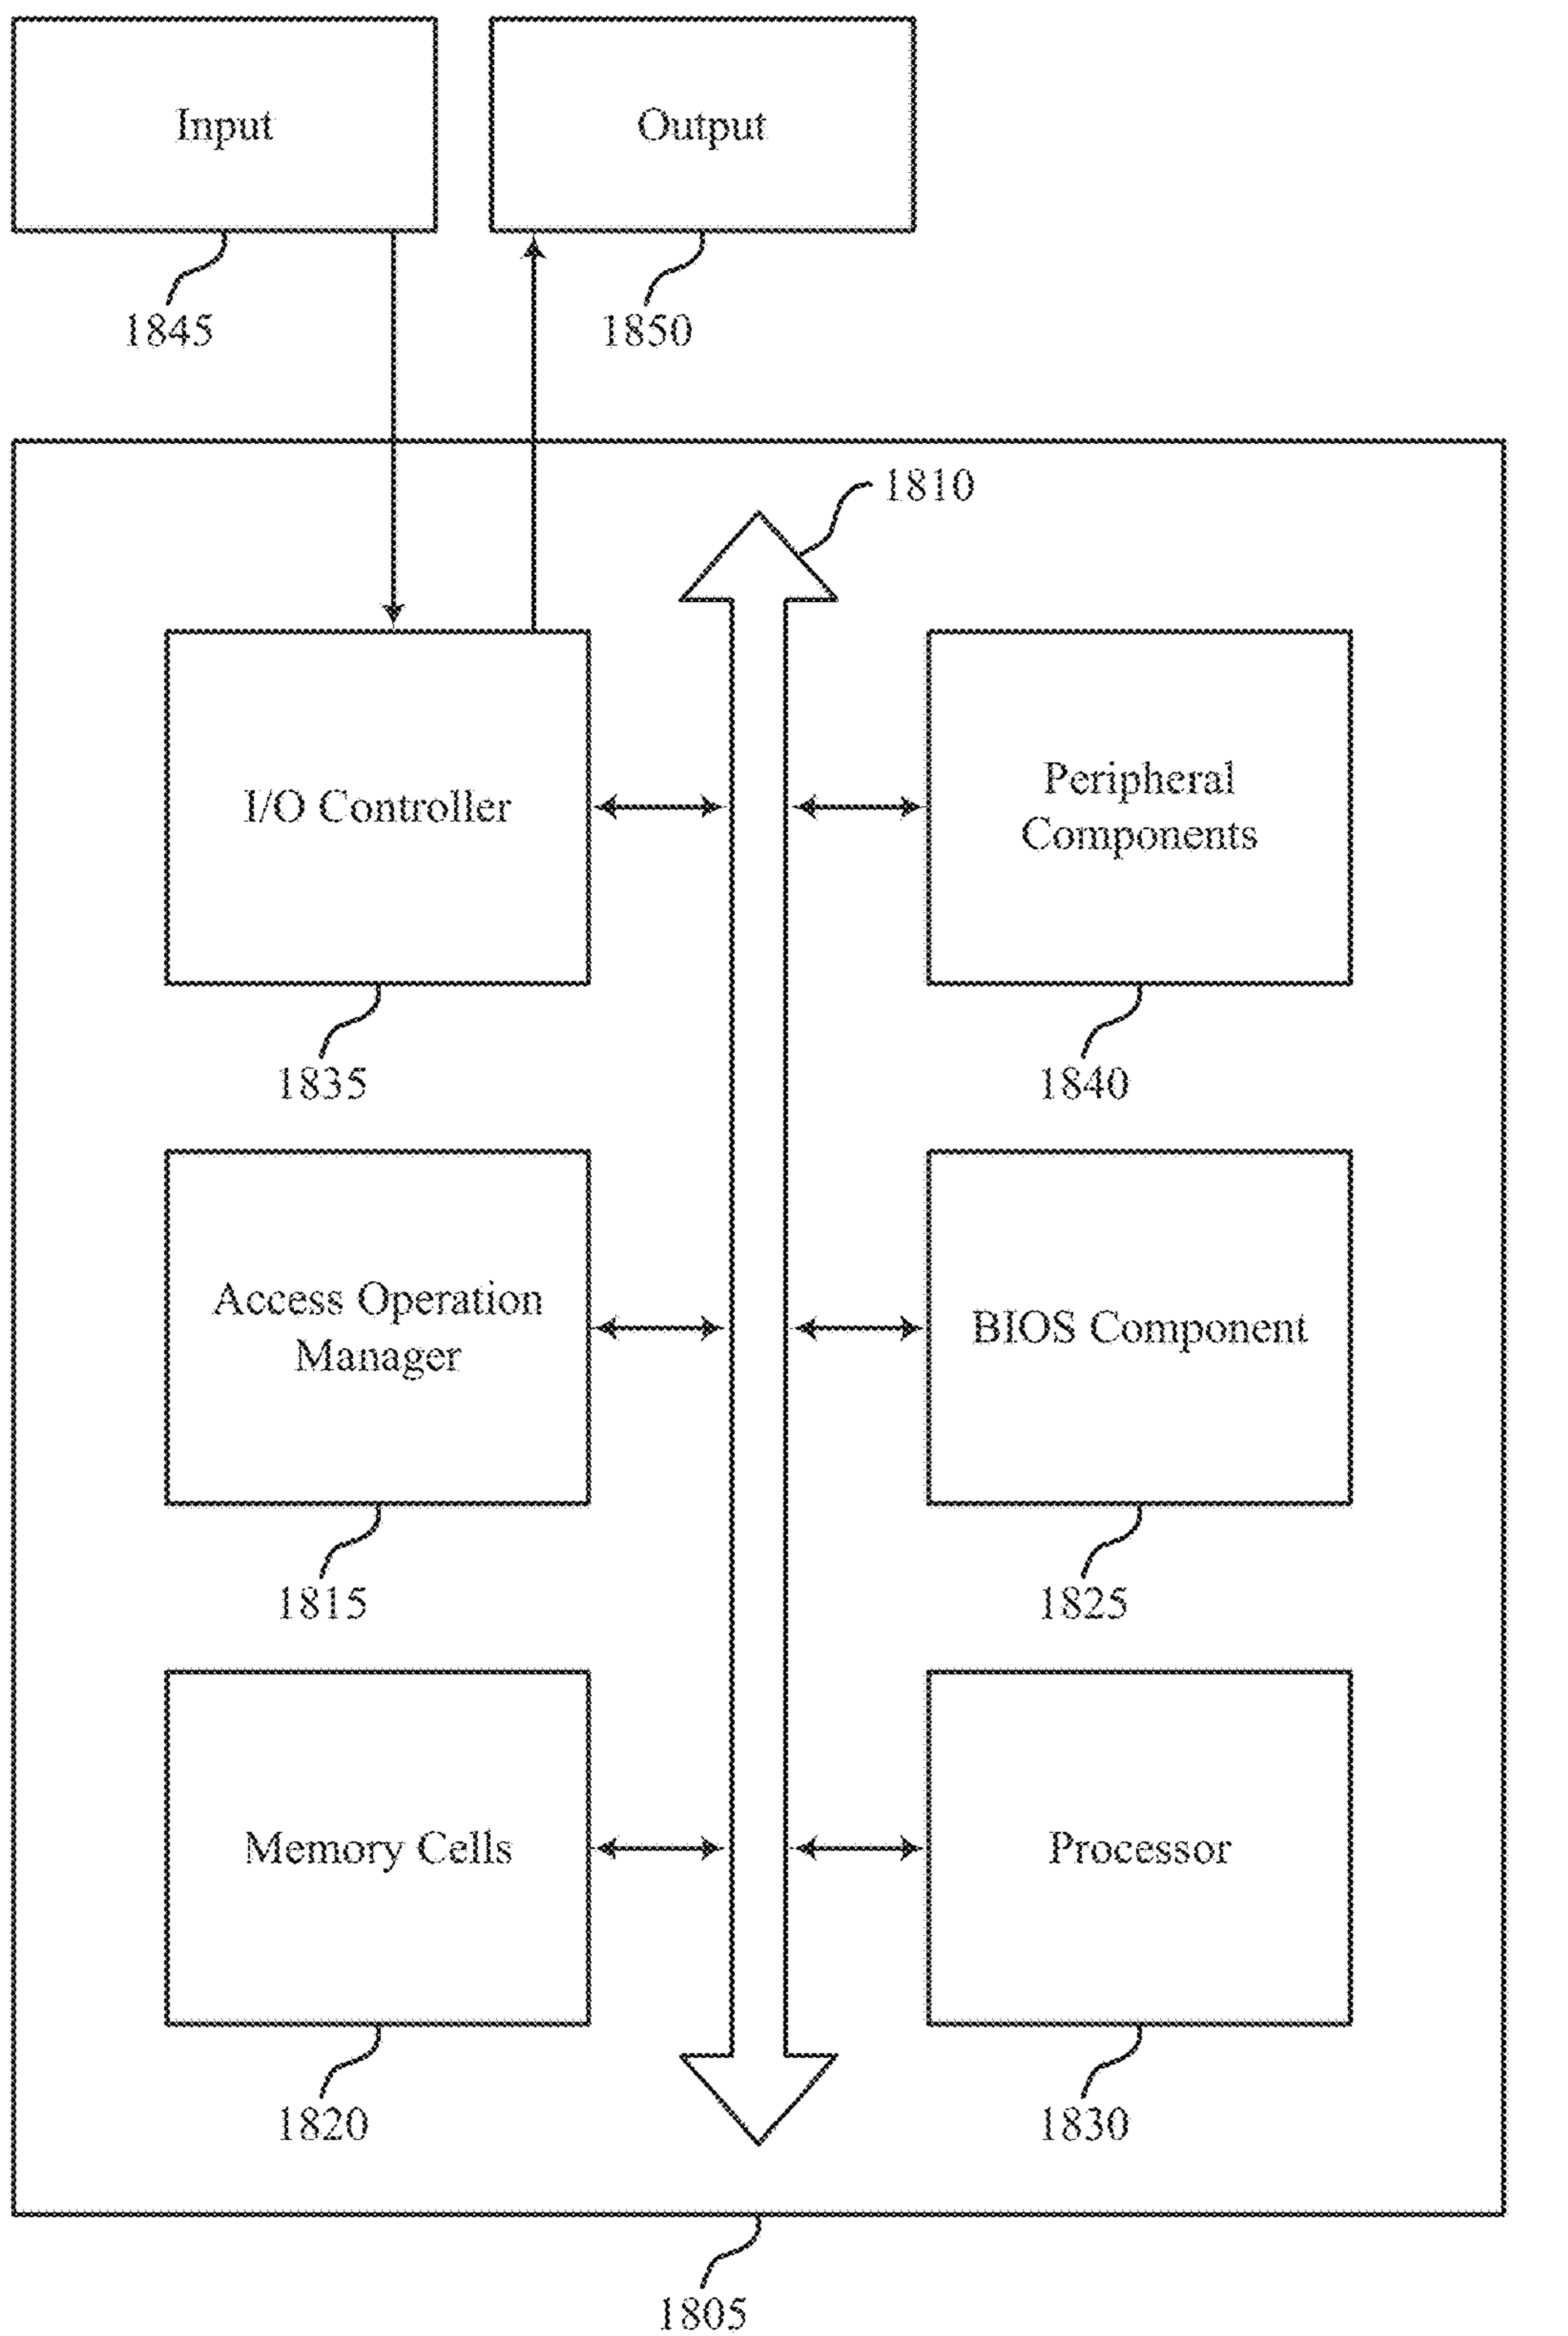 Input
Output
1845
1850
1810
I/O Controller
Peripheral
Components
1835
1840
Access Operation
Manager
BIOS Component
1815
1825
Memory Cells
Processor
1820
1830
1805